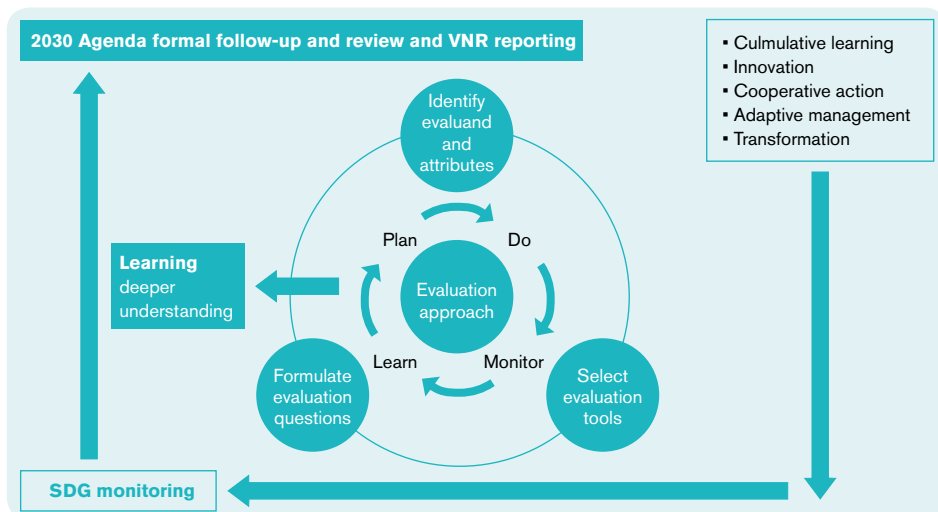 2030 Agenda formal follow-up and review and VNR reporting
▪ Culmulative learning
▪ Innovation
▪ Cooperative action
▪ Adaptive management
▪ Transformation
Identify
evaluand
and
attributes
Plan
Do
Learning
deeper
understanding
Evaluation
approach
Learn
Monitor
Formulate
evaluation
questions
Select
evaluation
tools
SDG monitoring